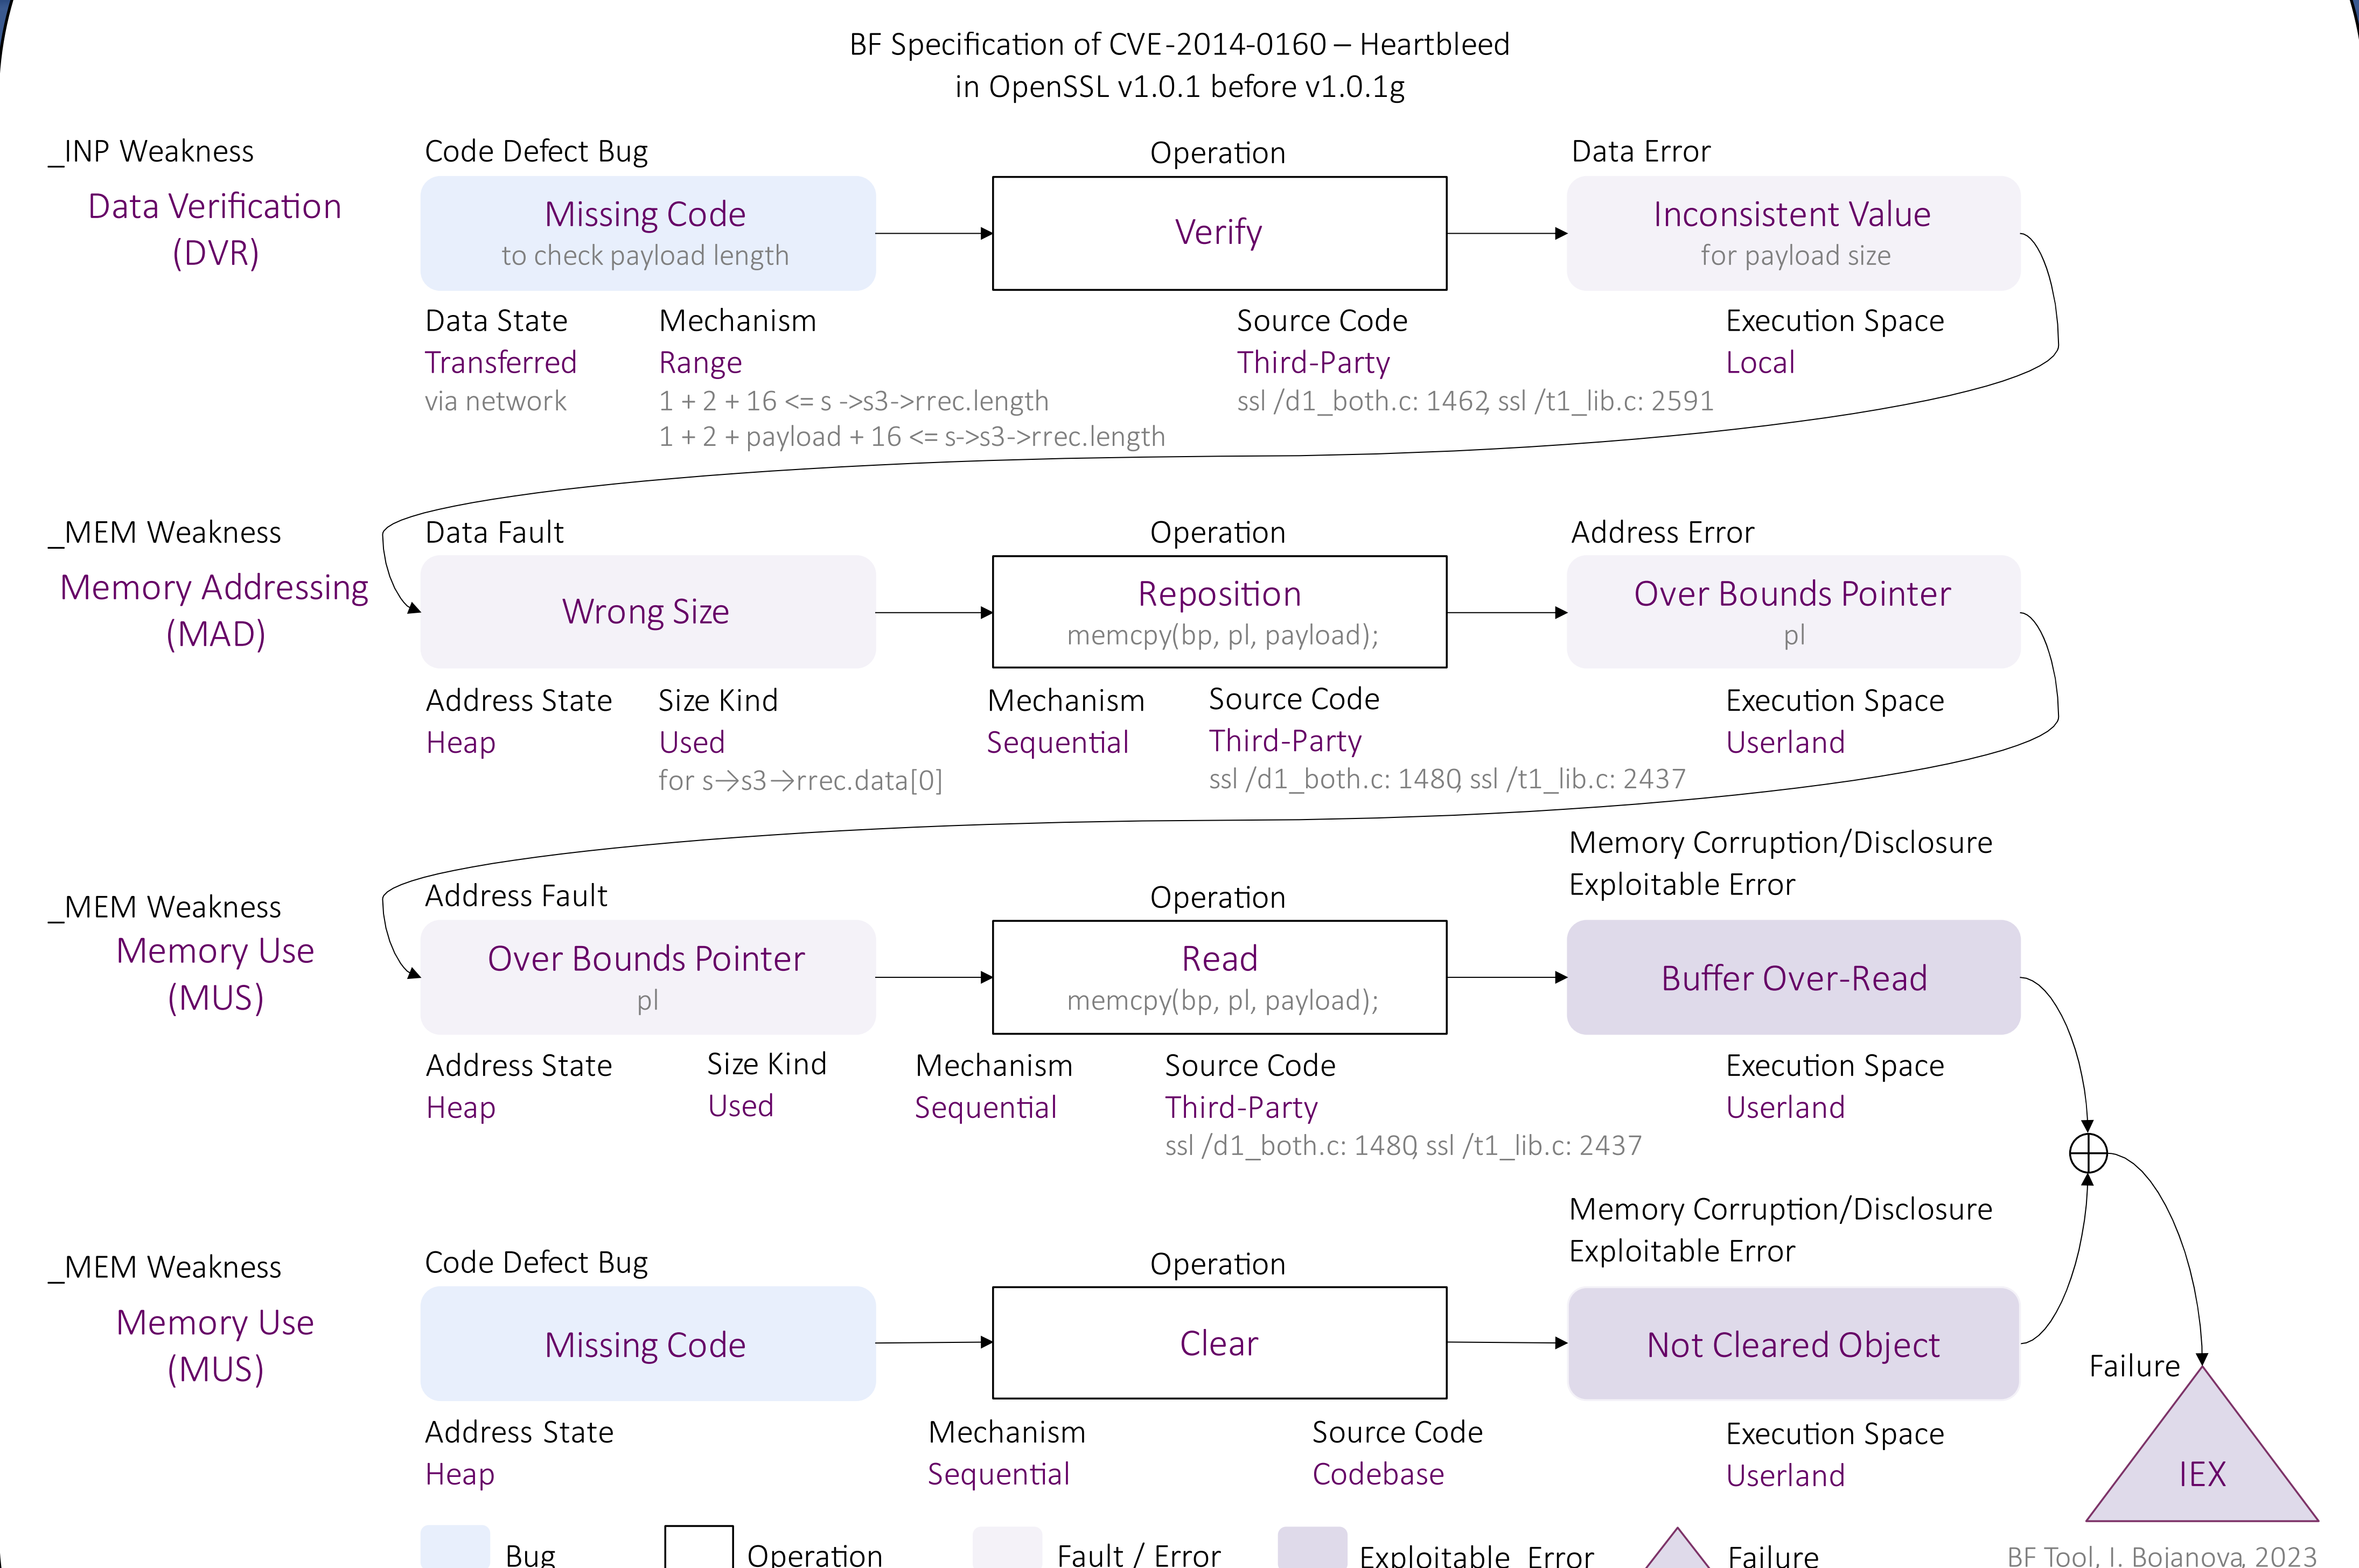 BF Specification of CVE-2014-0160 – Heartbleed
in OpenSSL v1.0.1 before v1.0.1g
_INP Weakness
Data Verification
(DVR)
Code Defect Bug
Missing Code
to check payload length
Operation
Verify
Data Error
Inconsistent Value
for payload size
Data State
Transferred
via network
Mechanism
Range
1 + 2 + 16 <= s ->s3->rrec.length
1 + 2 + payload + 16 <= s->s3->rrec.length
Source Code
Third-Party
ssl /d1_both.c: 1462, ssl /t1_lib.c: 2591
Execution Space
Local
_MEM Weakness
Memory Addressing
(MAD)
Data Fault
Wrong Size
Operation
Reposition
memcpy(bp, pl, payload);
Address Error
Over Bounds Pointer
pl
Address State
Heap
Size Kind
Used
for s→s3→rrec.data[0]
Mechanism
Sequential
Source Code
Third-Party
ssl /d1_both.c: 1480, ssl /t1_lib.c: 2437
Execution Space
Userland
_MEM Weakness
Memory Use
(MUS)
Address Fault
Over Bounds Pointer
pl
Operation
Read
memcpy(bp, pl, payload);
Memory Corruption/Disclosure
Exploitable Error
Buffer Over-Read
Address State
Heap
Size Kind
Used
Mechanism
Sequential
Source Code
Third-Party
ssl /d1_both.c: 1480, ssl /t1_lib.c: 2437
Execution Space
Userland
_MEM Weakness
Memory Use
(MUS)
Code Defect Bug
Missing Code
Operation
Clear
Memory Corruption/Disclosure
Exploitable Error
Not Cleared Object
Address State
Heap
Mechanism
Sequential
Source Code
Codebase
Execution Space
Userland
Failure
IEX
Bug
Operation
Fault / Error
Exploitable Error
Failure
BF Tool, I. Bojanova, 2023